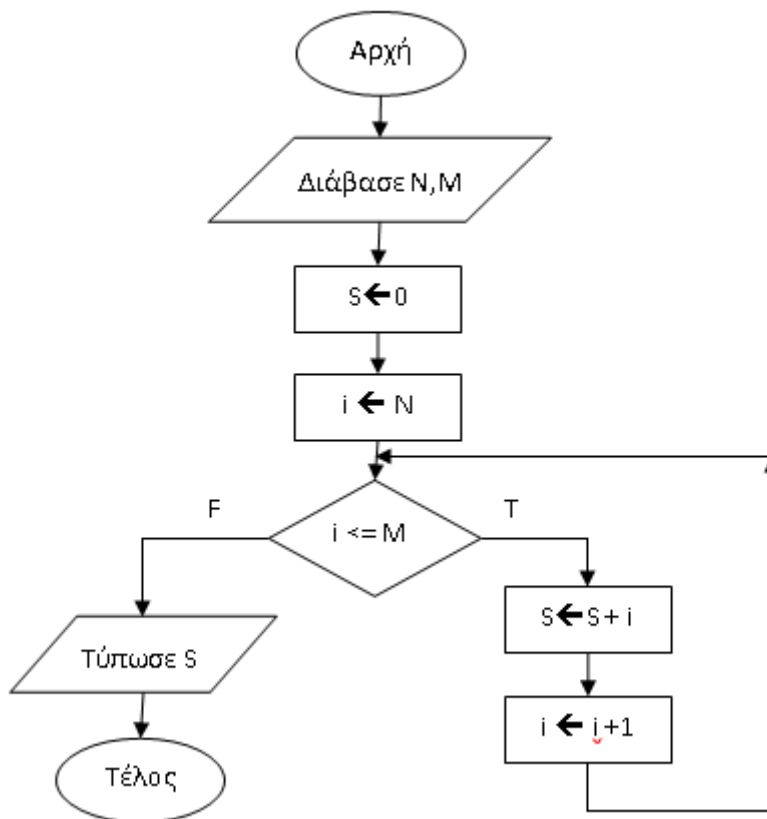 Αρχή
Διάβασε N,M
S🡸0
i 🡸 N
i <= M
F
T
S🡸S + i
i 🡸 i +1
Τύπωσε S
Τέλος